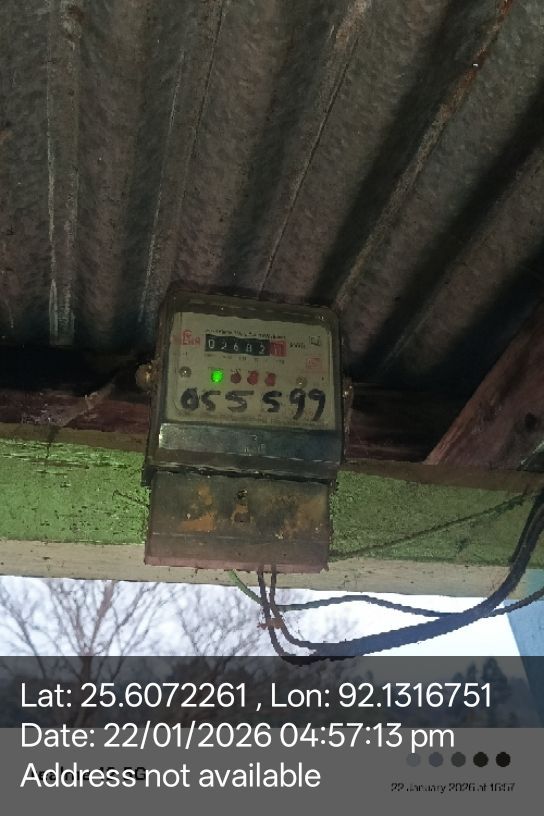 02682
kWh
055599
Lat: 25.6072261 , Lon: 92.1316751
Date: 22/01/2026 04:57:13 pm
Address not available
22 January 2026 at 16:57